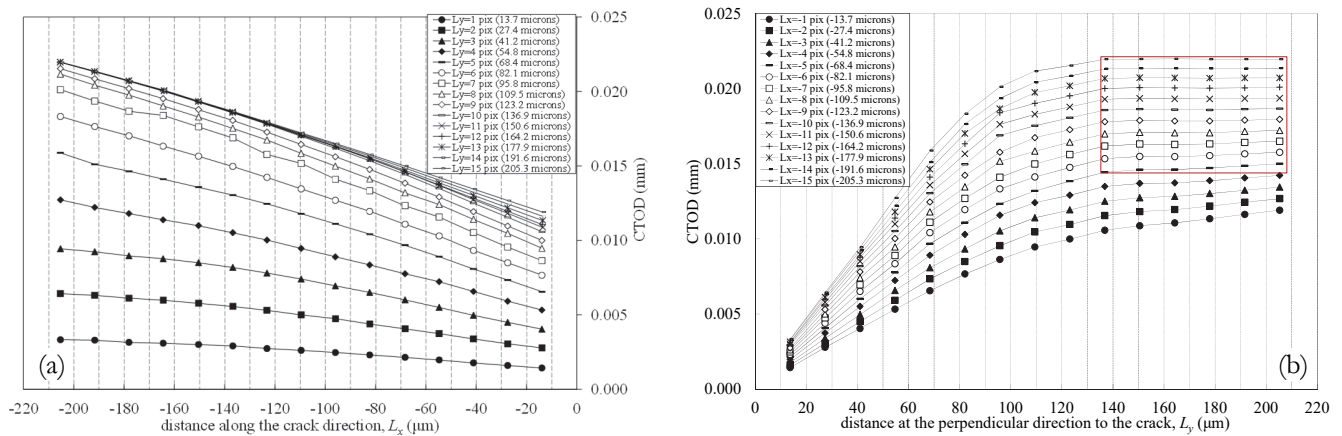 Ly=1 pix (13.7 microns)
Ly=2 pix (27.4 microns)
Ly=3 pix (41.2 microns)
Ly=4 pix (54.8 microns)
Ly=5 pix (68.4 microns)
Ly=6 pix (82.1 microns)
Ly=7 pix (95.8 microns)
Ly=8 pix (109.5 microns)
Ly=9 pix (123.2 microns)
Ly=10 pix (136.9 microns)
Ly=11 pix (150.6 microns)
Ly=12 pix (164.2 microns)
Ly=13 pix (177.9 microns)
Ly=14 pix (191.6 microns)
Ly=15 pix (205.3 microns)
0.025
0.020
0.015
0.010
0.005
0.000
CTOD (mm)
(a)
-220 -200 -180 -160 -140 -120 -100 -80 -60 -40 -20 0
distance along the crack direction, Lx (µm)
0.025
0.020
0.015
0.010
0.005
0.000
CTOD (mm)
Lx=-1 pix (-13.7 microns)
Lx=-2 pix (-27.4 microns)
Lx=-3 pix (-41.2 microns)
Lx=-4 pix (-54.8 microns)
Lx=-5 pix (-68.4 microns)
Lx=-6 pix (-82.1 microns)
Lx=-7 pix (-95.8 microns)
Lx=-8 pix (-109.5 microns)
Lx=-9 pix (-123.2 microns)
Lx=-10 pix (-136.9 microns)
Lx=-11 pix (-150.6 microns)
Lx=-12 pix (-164.2 microns)
Lx=-13 pix (-177.9 microns)
Lx=-14 pix (-191.6 microns)
Lx=-15 pix (-205.3 microns)
(b)
0 20 40 60 80 100 120 140 160 180 200 220
distance at the perpendicular direction to the crack, Ly (µm)